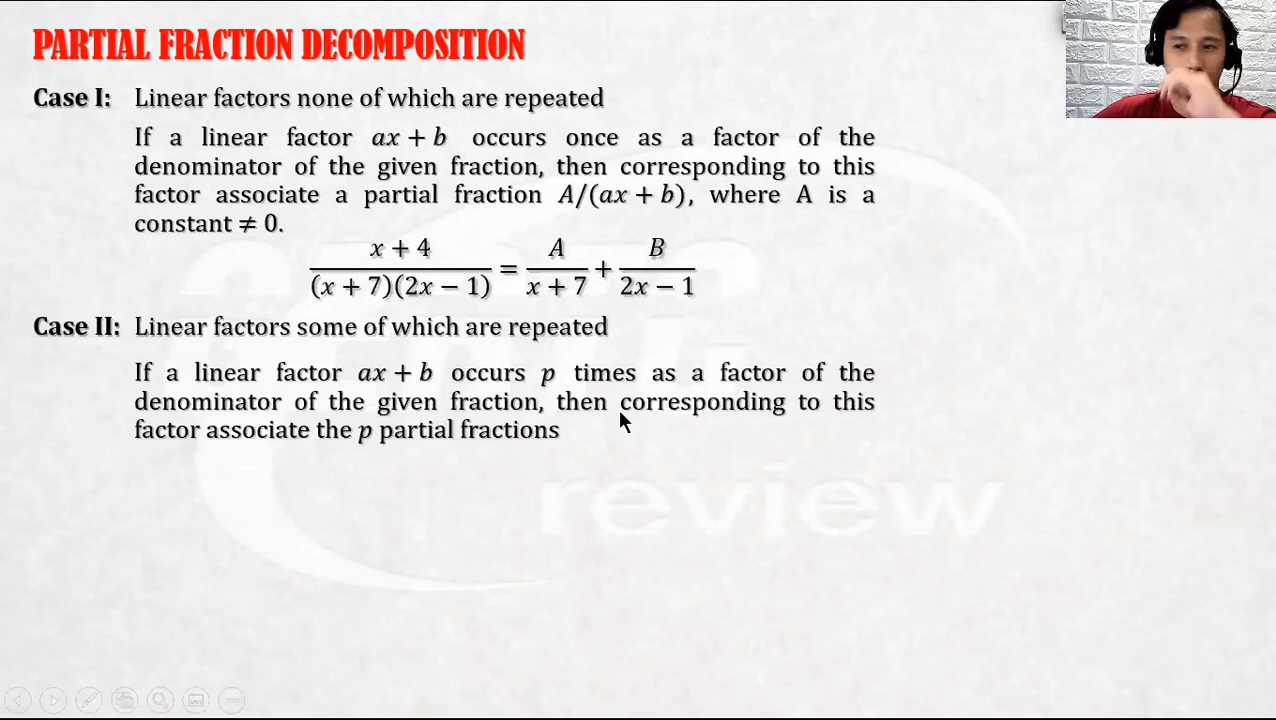 PARTIAL FRACTION DECOMPOSITION
Case I: Linear factors none of which are repeated
If a linear factor ax + b occurs once as a factor of the
denominator of the given fraction, then corresponding to this
factor associate a partial fraction A/(ax + b), where A is a
constant ≠ 0.
x + 4 A B
(x + 7)(2x − 1) = x + 7 + 2x − 1
Case II: Linear factors some of which are repeated
If a linear factor ax + b occurs p times as a factor of the
denominator of the given fraction, then corresponding to this
factor associate the p partial fractions
review